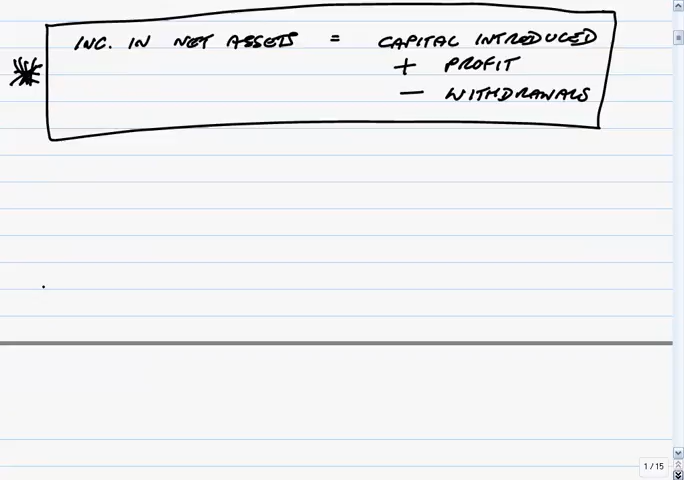 INC. IN NET ASSETS = CAPITAL INTRODUCED
+ PROFIT
— WITHDRAWALS
1 / 15